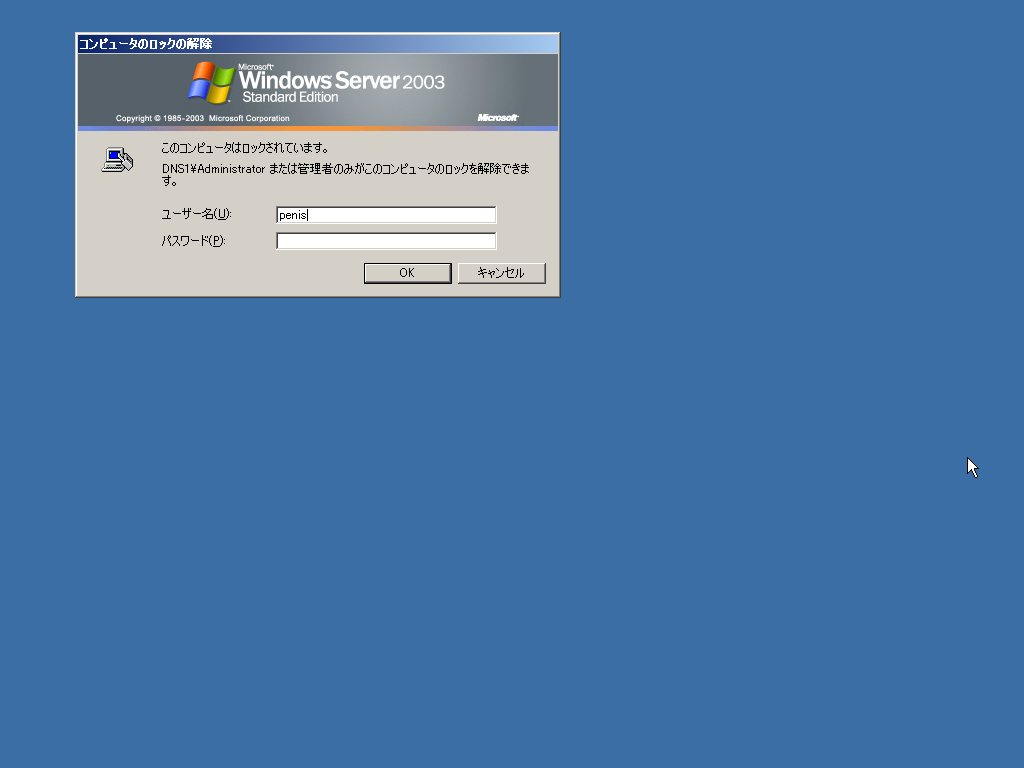 コンピュータのロックの解除
Microsoft
Windows Server 2003
Standard Edition
Copyright © 1985-2003 Microsoft Corporation
Microsoft
このコンピュータはロックされています。
DNS1¥Administrator または管理者のみがこのコンピュータのロックを解除できま
す。
ユーザー名(U): penis
パスワード(P):
OK キャンセル